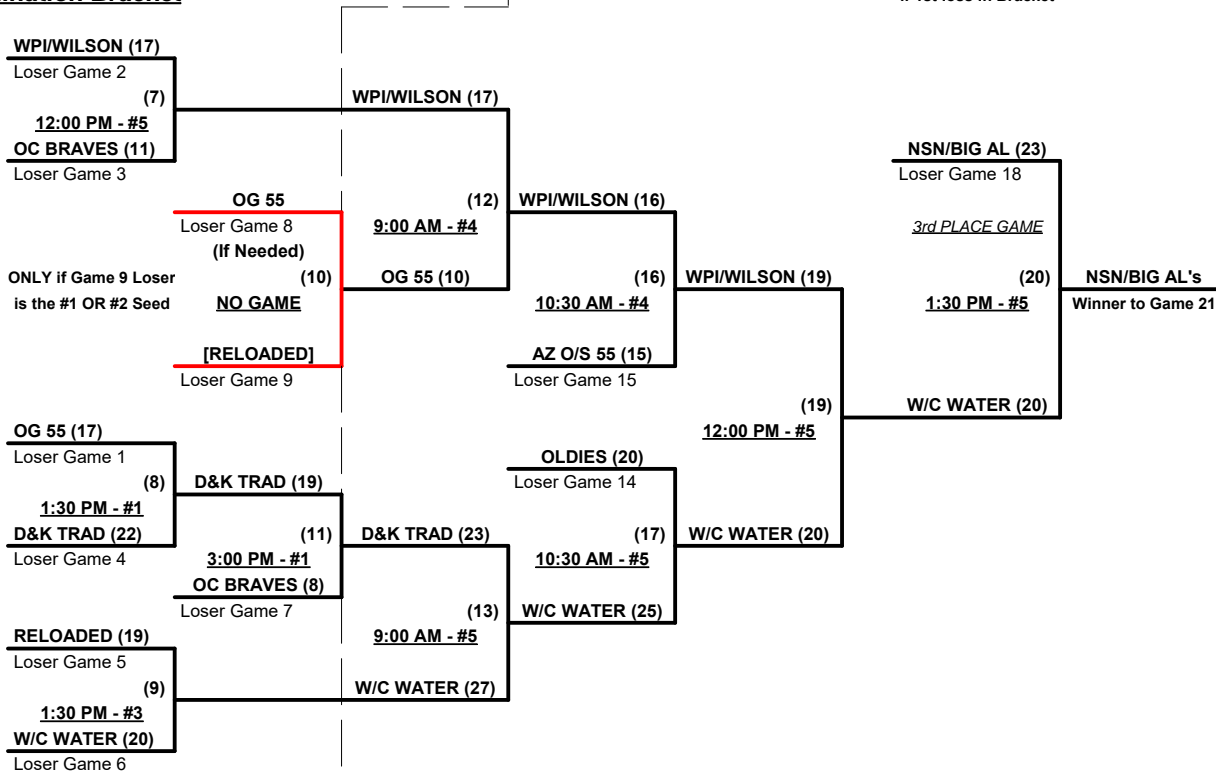 WPI/WILSON (17)
Loser Game 2
(7)
12:00 PM - #5
OC BRAVES (11)
Loser Game 3
WPI/WILSON (17)
OG 55
Loser Game 8
(If Needed)
ONLY if Game 9 Loser
is the #1 OR #2 Seed
(10)
NO GAME
[RELOADED]
Loser Game 9
(12)
9:00 AM - #4
OG 55 (10)
WPI/WILSON (16)
(16)
10:30 AM - #4
AZ O/S 55 (15)
Loser Game 15
WPI/WILSON (19)
NSN/BIG AL (23)
Loser Game 18
3rd PLACE GAME
(20)
1:30 PM - #5
NSN/BIG AL's
Winner to Game 21
W/C WATER (20)
(19)
12:00 PM - #5
OG 55 (17)
Loser Game 1
(8)
1:30 PM - #1
D&K TRAD (22)
Loser Game 4
D&K TRAD (19)
(11)
3:00 PM - #1
OC BRAVES (8)
Loser Game 7
D&K TRAD (23)
OLDIES (20)
Loser Game 14
(17)
10:30 AM - #5
W/C WATER (20)
W/C WATER (25)
(13)
9:00 AM - #5
RELOADED (19)
Loser Game 5
(9)
1:30 PM - #3
W/C WATER (20)
Loser Game 6
W/C WATER (27)